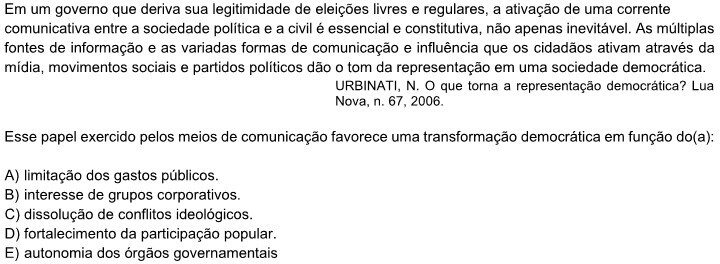 Em um governo que deriva sua legitimidade de eleições livres e regulares, a ativação de uma corrente
comunicativa entre a sociedade política e a civil é essencial e constitutiva, não apenas inevitável. As múltiplas
fontes de informação e as variadas formas de comunicação e influência que os cidadãos ativam através da
mídia, movimentos sociais e partidos políticos dão o tom da representação em uma sociedade democrática.
URBINATI, N. O que torna a representação democrática? Lua
Nova, n. 67, 2006.
Esse papel exercido pelos meios de comunicação favorece uma transformação democrática em função do(a):
A) limitação dos gastos públicos.
B) interesse de grupos corporativos.
C) dissolução de conflitos ideológicos.
D) fortalecimento da participação popular.
E) autonomia dos órgãos governamentais